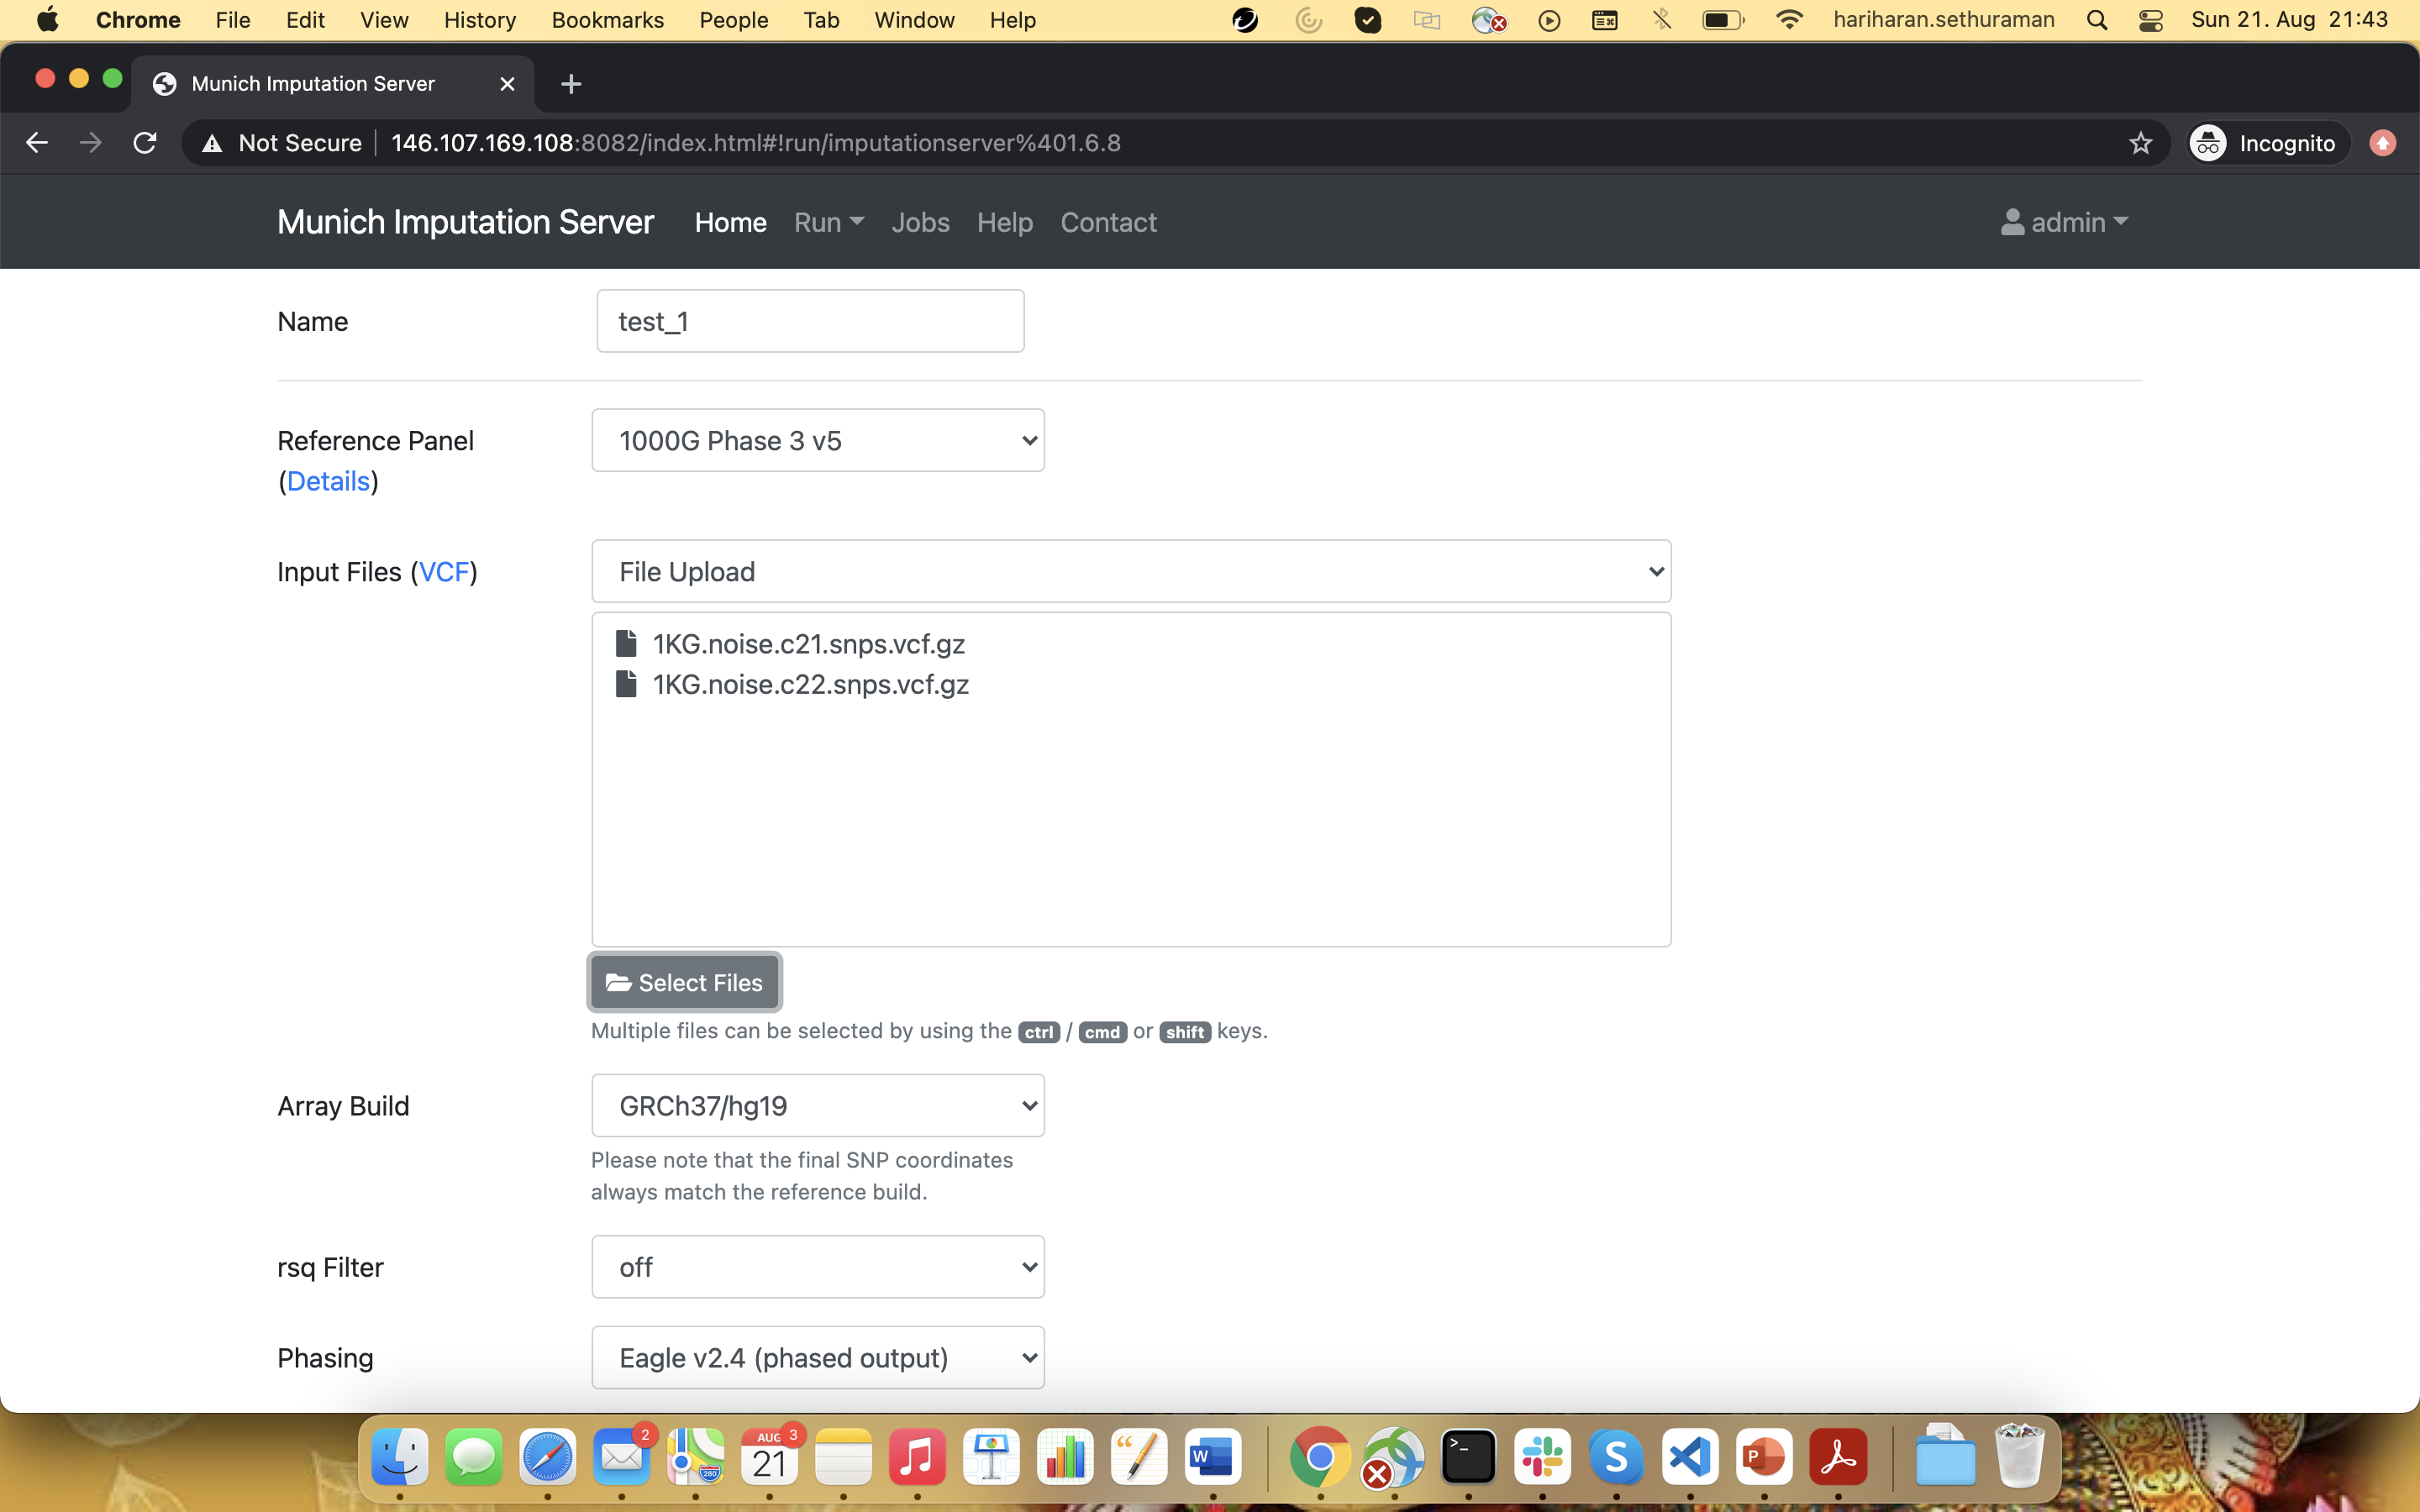 Chrome File Edit View History Bookmarks People Tab Window Help hariharan.sethuraman Sun 21. Aug 21:43
Munich Imputation Server
Not Secure 146.107.169.108:8082/index.html#!run/imputationserver%401.6.8 Incognito
Munich Imputation Server Home Run Jobs Help Contact admin
Name test_1
Reference Panel 1000G Phase 3 v5
(Details)
Input Files (VCF) File Upload
1KG.noise.c21.snps.vcf.gz
1KG.noise.c22.snps.vcf.gz
Select Files
Multiple files can be selected by using the ctrl / cmd or shift keys.
Array Build GRCh37/hg19
Please note that the final SNP coordinates
always match the reference build.
rsq Filter off
Phasing Eagle v2.4 (phased output)
2
AUG 3
21
280
W
>_
S
P